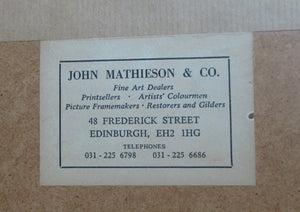 JOHN MATHIESON & CO.
Fine Art Dealers
Printsellers · Artists' Colourmen
Picture Framemakers · Restorers and Gilders
48 FREDERICK STREET
EDINBURGH, EH2 1HG
TELEPHONES
031 - 225 6798 031 - 225 6686